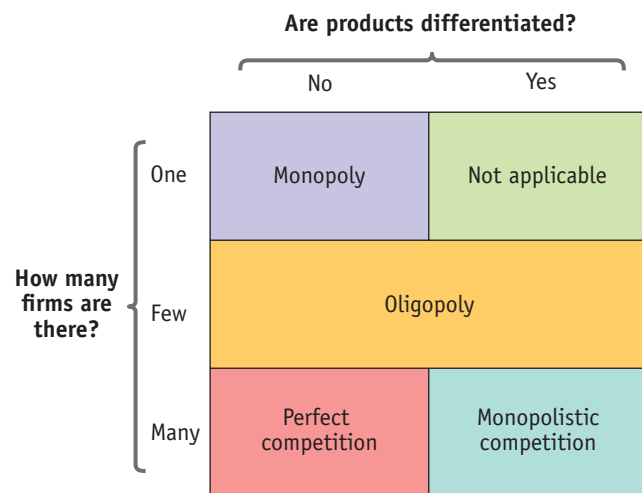 Are products differentiated?
No
Yes
One
Monopoly
Not applicable
How many
firms are
there?
Few
Oligopoly
Many
Perfect
competition
Monopolistic
competition